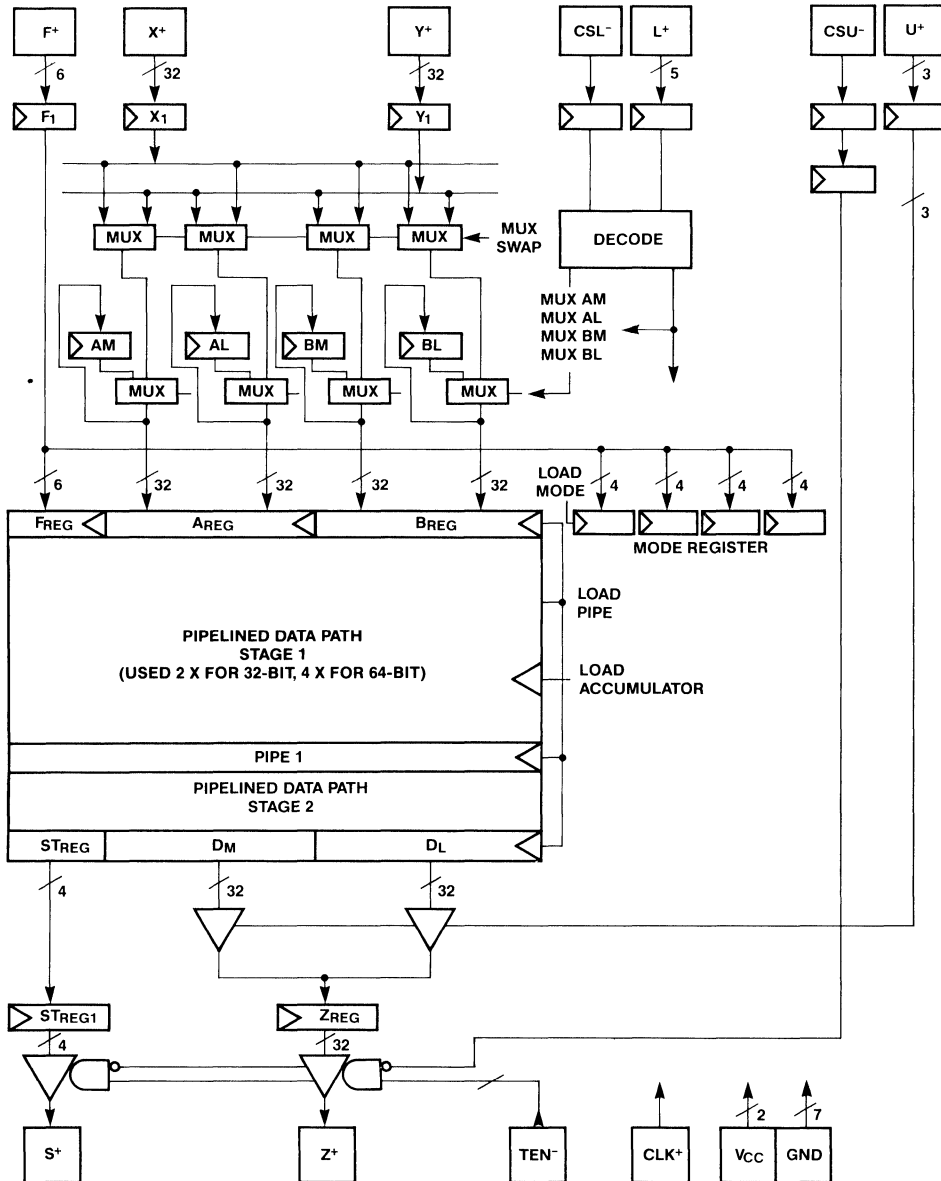 F+ X+ Y+ CSL- L+ CSU- U+
6 32 32 5 3
F1 X1 Y1
3
MUX MUX MUX MUX
MUX
SWAP
DECODE
MUX AM
MUX AL
MUX BM
MUX BL
AM AL BM BL
MUX MUX MUX MUX
6 32 32 32 32
LOAD
MODE
4 4 4 4
FREG AREG BREG
MODE REGISTER
LOAD
PIPE
PIPELINED DATA PATH
STAGE 1
(USED 2 X FOR 32-BIT, 4 X FOR 64-BIT)
LOAD
ACCUMULATOR
PIPE 1
PIPELINED DATA PATH
STAGE 2
STREG DM DL
4 32 32
STREG1 ZREG
4 32
2 7
S+ Z+ TEN- CLK+ VCC GND